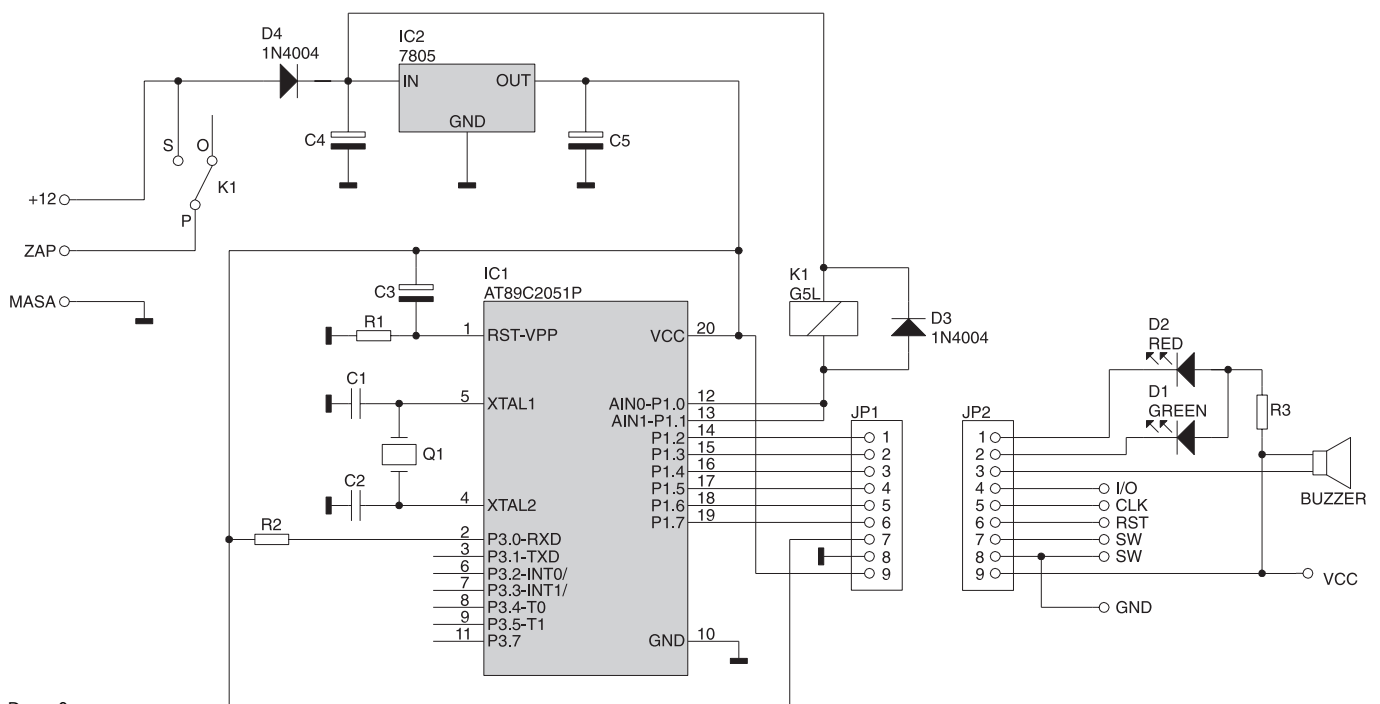 D4
1N4004
IC2
7805
IN
OUT
GND
C4
C5
S
O
K1
P
+12
ZAP
MASA
IC1
AT89C2051P
C3
R1
1
RST-VPP
VCC
20
C1
5
XTAL1
Q1
C2
4
XTAL2
R2
2
P3.0-RXD
3
P3.1-TXD
6
P3.2-INT0/
7
P3.3-INT1/
8
P3.4-T0
9
P3.5-T1
11
P3.7
AIN0-P1.0
12
AIN1-P1.1
13
P1.2
14
P1.3
15
P1.4
16
P1.5
17
P1.6
18
P1.7
19
GND
10
K1
G5L
D3
1N4004
JP1
1
2
3
4
5
6
7
8
9
JP2
1
2
3
4
5
6
7
8
9
D2
RED
D1
GREEN
R3
BUZZER
I/O
CLK
RST
SW
SW
VCC
GND